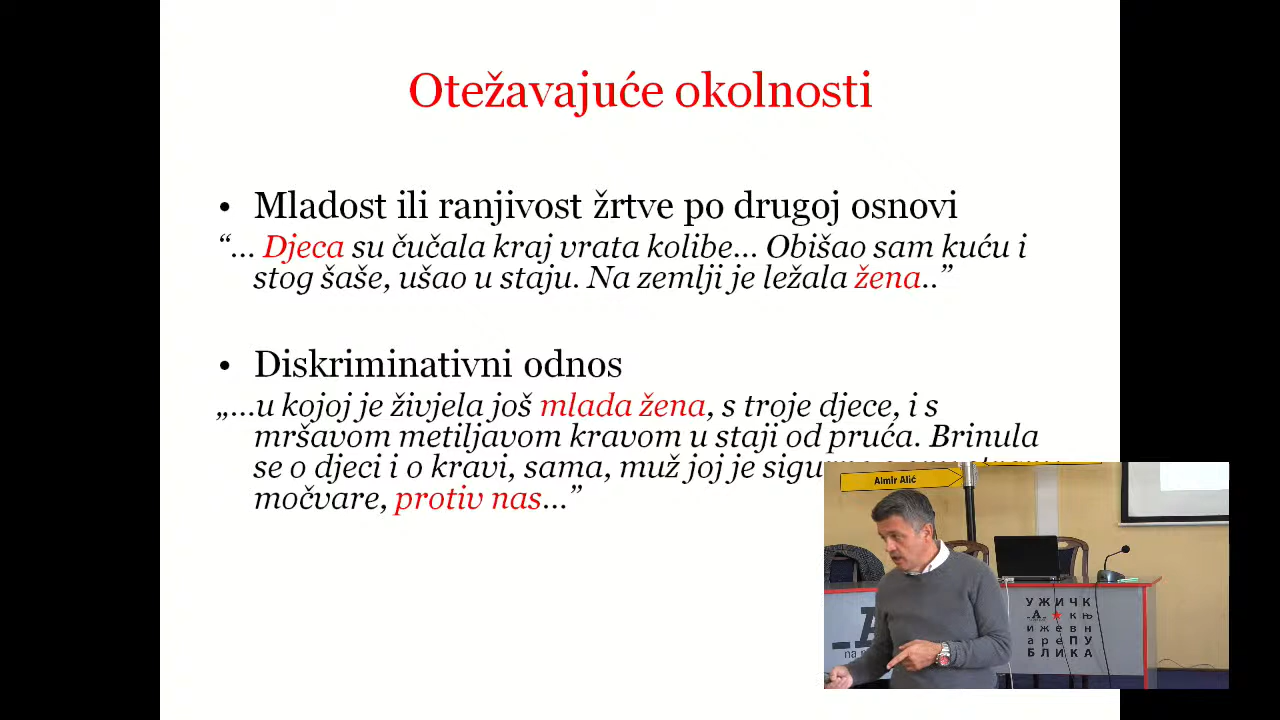 Otežavajuće okolnosti
• Mladost ili ranjivost žrtve po drugoj osnovi
“… Djeca su čučala kraj vrata kolibe… Obišao sam kuću i
stog šaše, ušao u staju. Na zemlji je ležala žena..”
• Diskriminativni odnos
„…u kojoj je živjela još mlada žena, s troje djece, i s
mršavom metiljavom kravom u staji od pruća. Brinula
se o djeci i o kravi, sama, muž joj je
močvare, protiv nas…”
Almir Alić
УЖИЧК
А к њ
и ж е в н
а р е П У
Б Л И К А